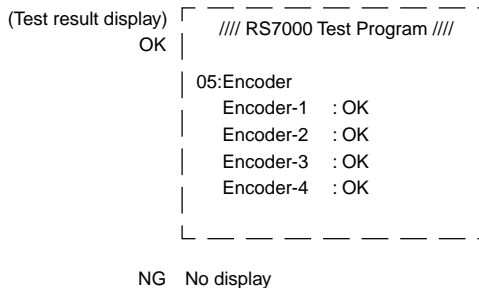 (Test result display)
OK
//// RS7000 Test Program ////
05:Encoder
Encoder-1 : OK
Encoder-2 : OK
Encoder-3 : OK
Encoder-4 : OK
NG No display